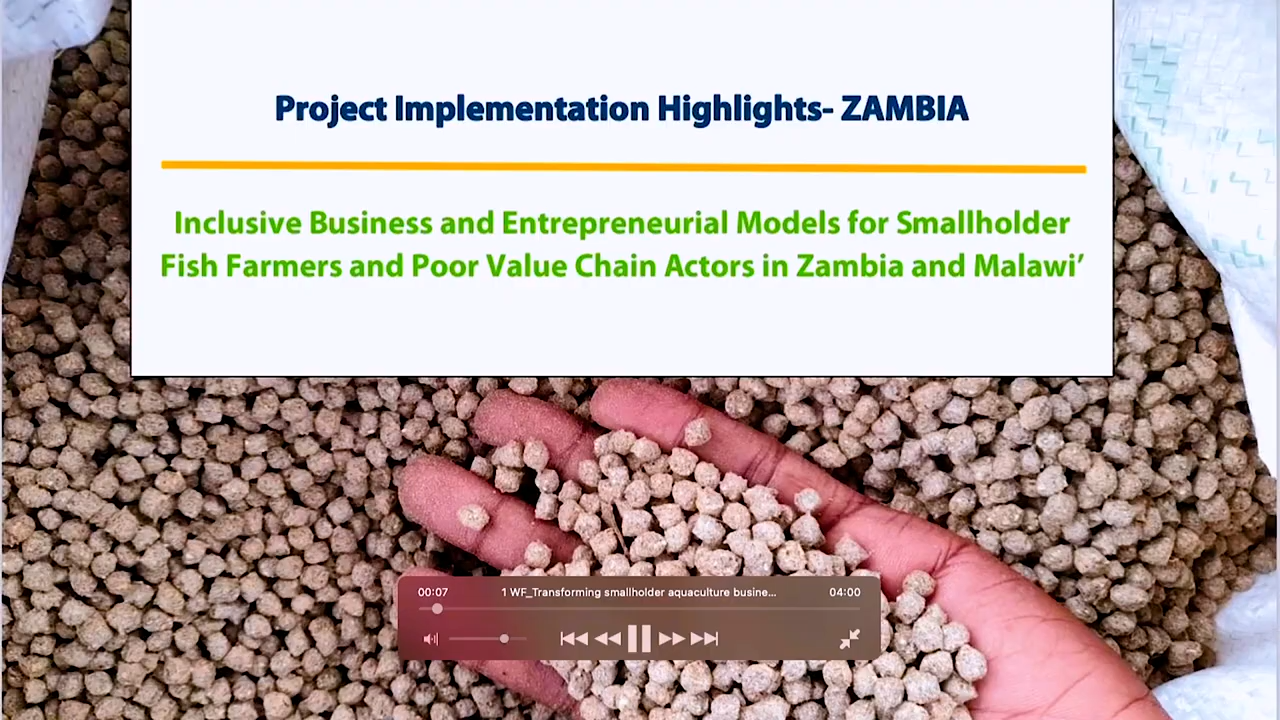 Project Implementation Highlights- ZAMBIA
Inclusive Business and Entrepreneurial Models for Smallholder
Fish Farmers and Poor Value Chain Actors in Zambia and Malawi’
00:07 1 WF_Transforming smallholder aquaculture busine... 04:00